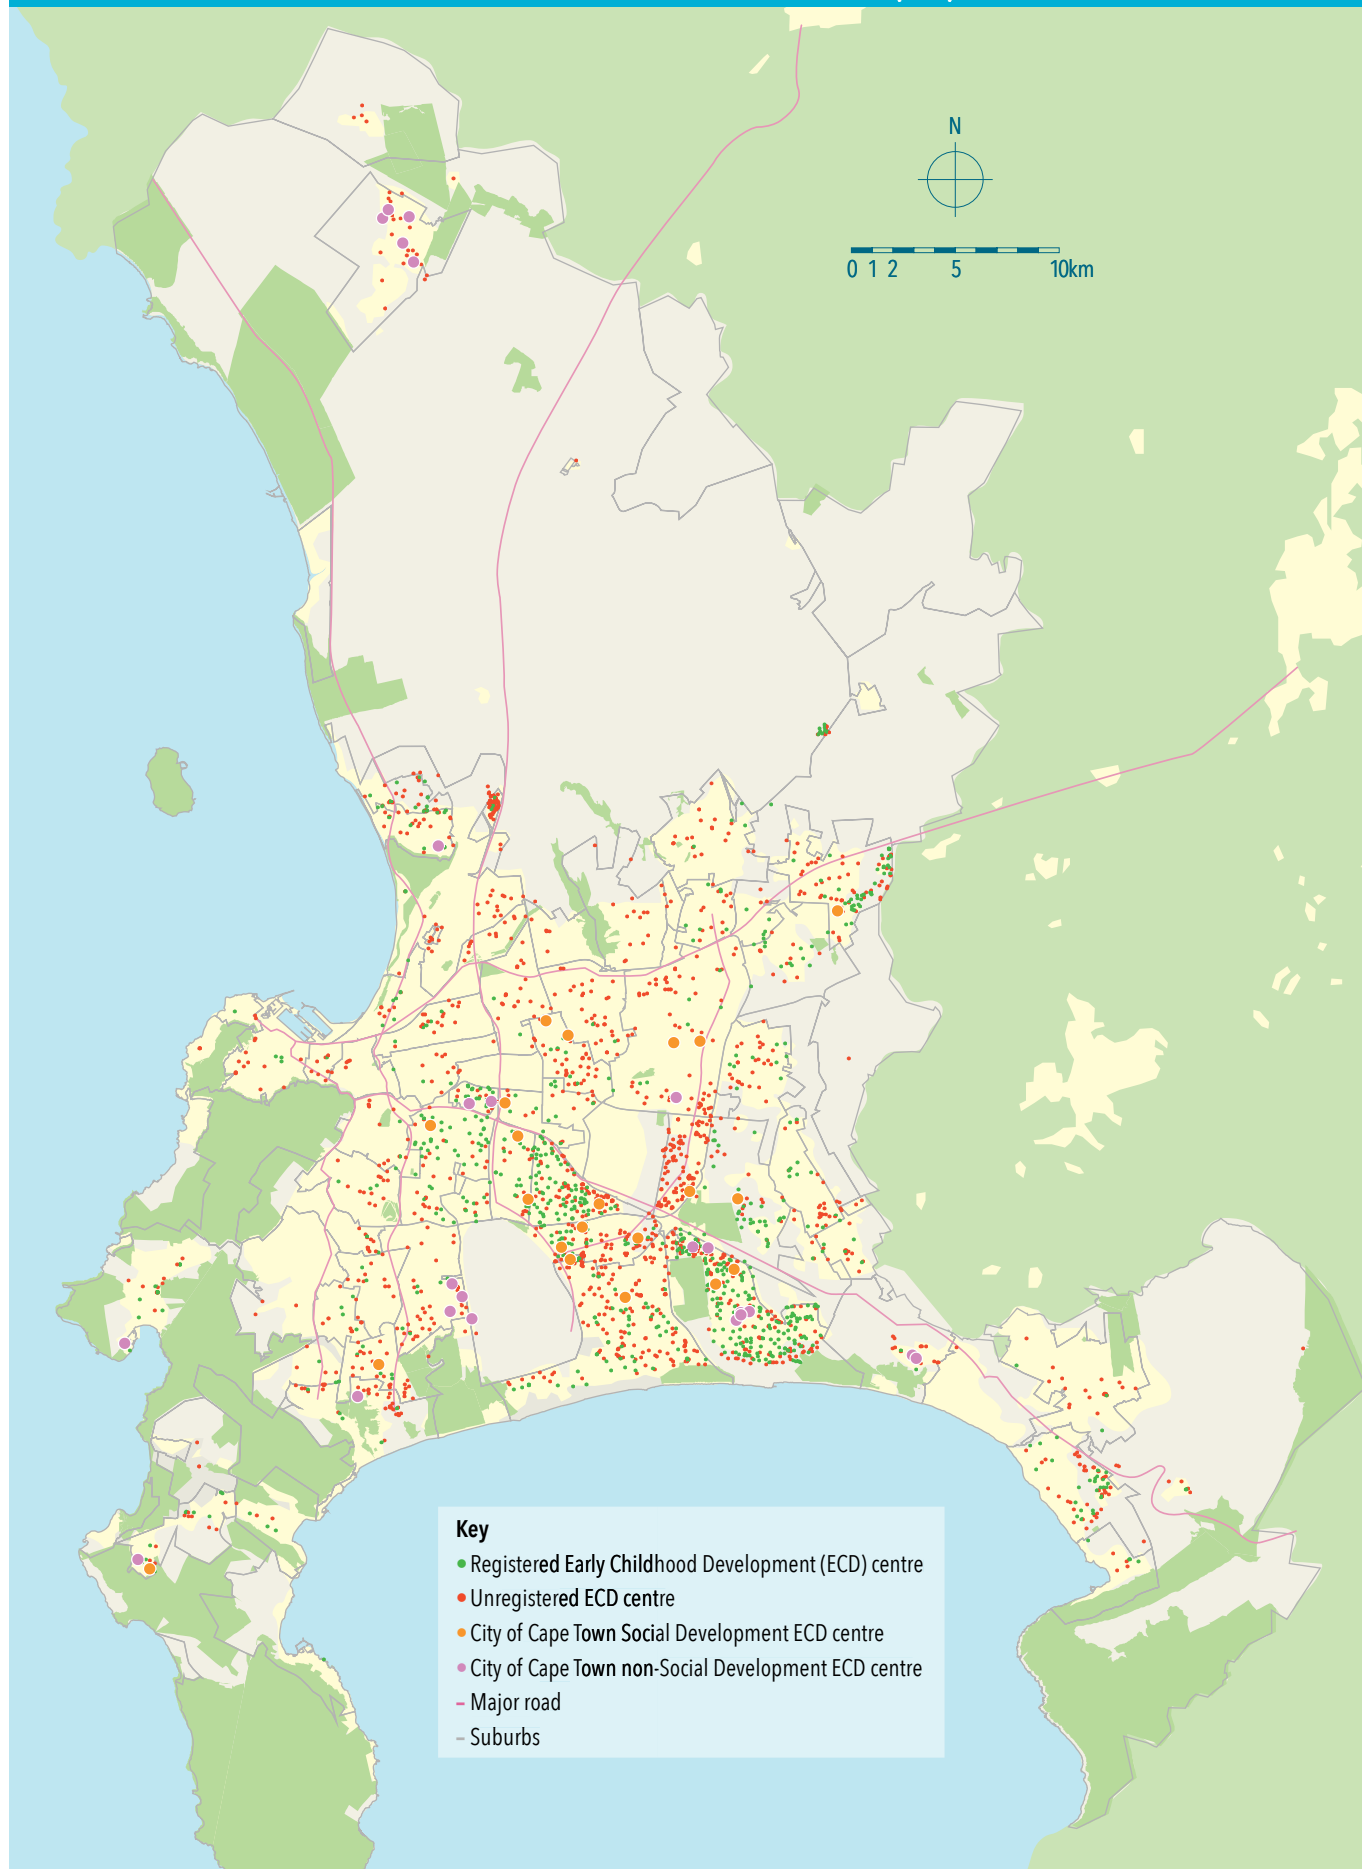 N
0 1 2 5 10km
Key
Registered Early Childhood Development (ECD) centre
Unregistered ECD centre
City of Cape Town Social Development ECD centre
City of Cape Town non-Social Development ECD centre
Major road
Suburbs